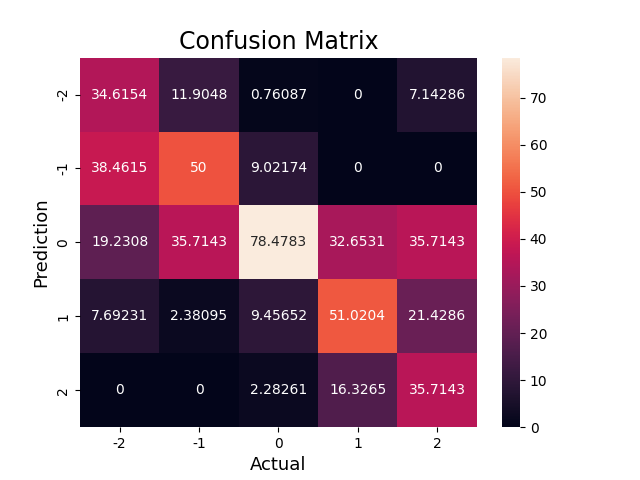 Confusion Matrix
-2 34.6154 11.9048 0.76087 0 7.14286
-1 38.4615 50 9.02174 0 0
0 19.2308 35.7143 78.4783 32.6531 35.7143
1 7.69231 2.38095 9.45652 51.0204 21.4286
2 0 0 2.28261 16.3265 35.7143
-2 -1 0 1 2
Prediction
Actual
70
60
50
40
30
20
10
0